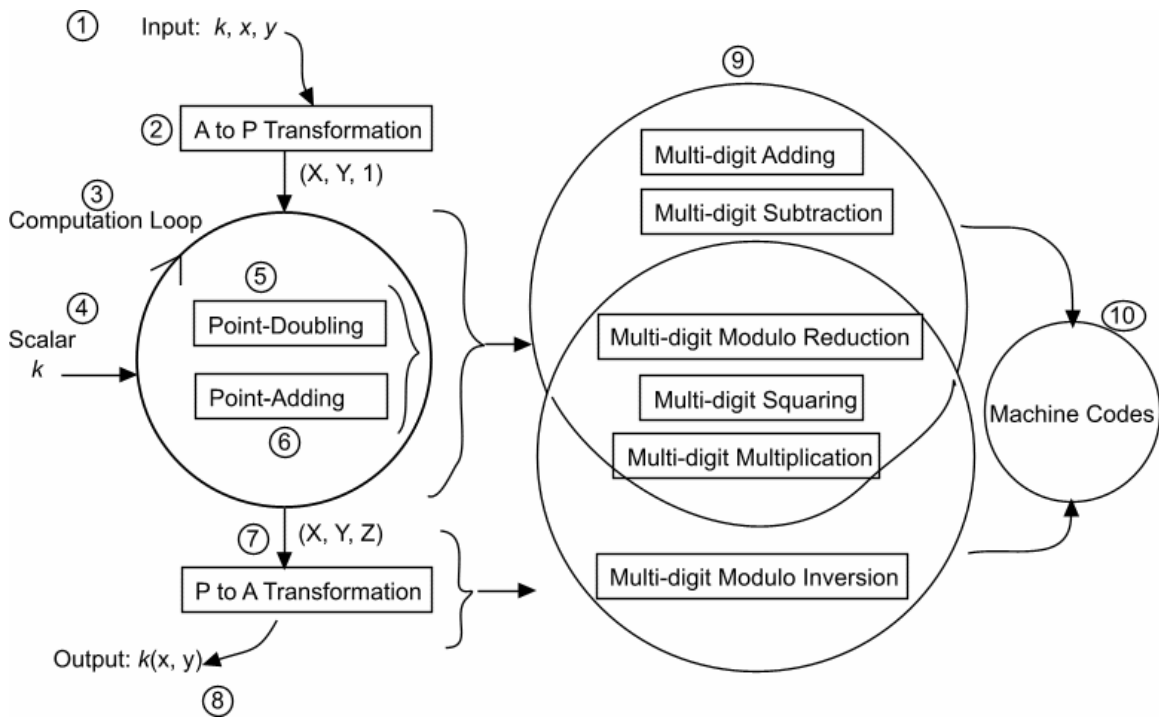 ① Input: k, x, y
② A to P Transformation
(X, Y, 1)
③
Computation Loop
④
Scalar
k
⑤
Point-Doubling
Point-Adding
⑥
⑦ (X, Y, Z)
P to A Transformation
Output: k(x, y)
⑧
⑨
Multi-digit Adding
Multi-digit Subtraction
Multi-digit Modulo Reduction
Multi-digit Squaring
Multi-digit Multiplication
Multi-digit Modulo Inversion
⑩
Machine Codes